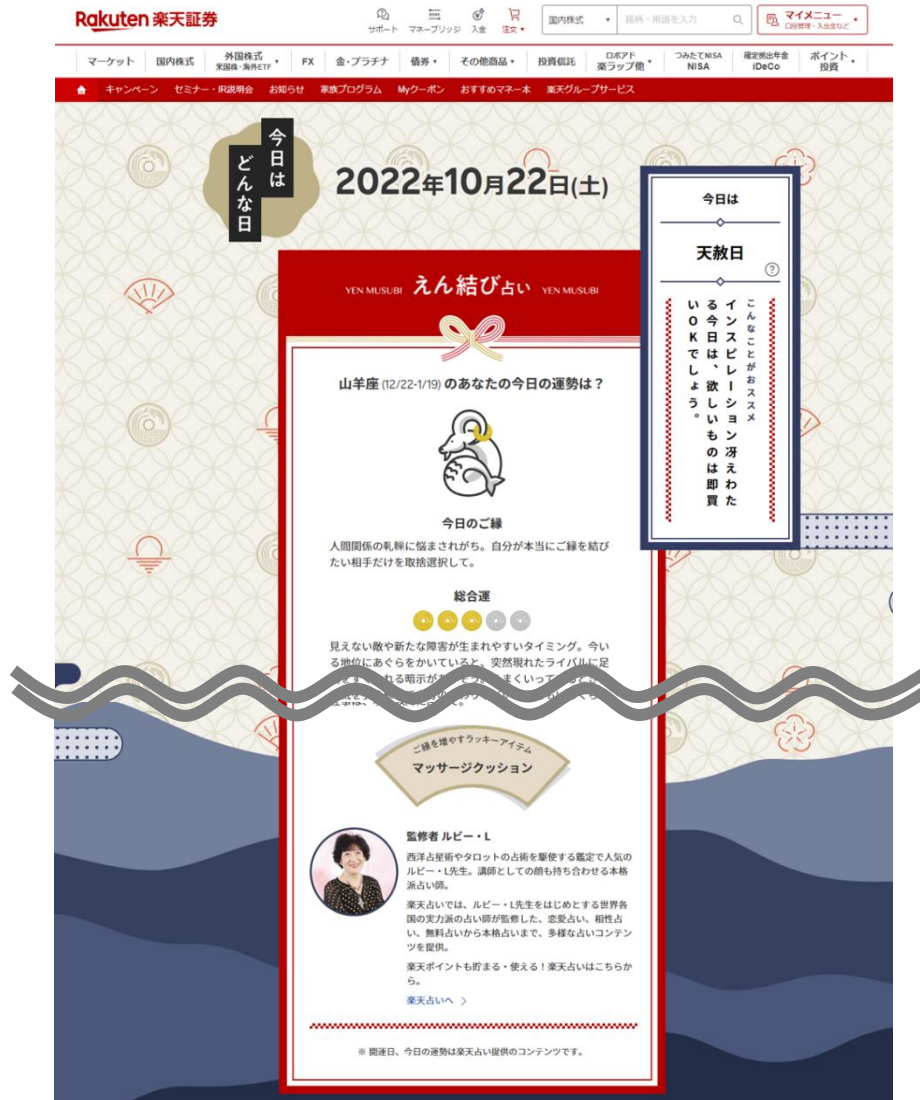 Rakuten 楽天証券
サポート マネーブリッジ 入金 注文▼
国内株式 ▼ 銘柄・用語を入力
マイメニュー
口座管理・入出金など
マーケット 国内株式 外国株式 米国株・海外ETF ▼ FX 金・プラチナ 債券▼ その他商品▼ 投資信託 ロボアド 楽ラップ他▼ つみたてNISA NISA 確定拠出年金 iDeCo ポイント投資▼
キャンペーン セミナー・IR説明会 お知らせ 家族プログラム Myクーポン おすすめマネー本 楽天グループサービス
今日は
どんな日
2022年10月22日(土)
今日は
天赦日
?
こんなことがおススメ
インスピレーション冴えわた
る今日は、欲しいものは即買
いOKでしょう。
YEN MUSUBI えん結び占い YEN MUSUBI
山羊座 (12/22-1/19) のあなたの今日の運勢は？
今日のご縁
人間関係の軋轢に悩まされがち。自分が本当にご縁を結び
たい相手だけを取捨選択して。
総合運
見えない敵や新たな障害が生まれやすいタイミング。今い
る地位にあぐらをかいていると、突然現れたライバルに足
ご縁を増やすラッキーアイテム
マッサージクッション
監修者 ルビー・L
西洋占星術やタロットの占術を駆使する鑑定で人気の
ルビー・L先生。講師としての顔も持ち合わせる本格
派占い師。
楽天占いでは、ルビー・L先生をはじめとする世界各
国の実力派の占い師が監修した、恋愛占い、相性占
い、無料占いから本格占いまで、多様な占いコンテン
ツを提供。
楽天ポイントも貯まる・使える！楽天占いはこちらか
ら。
楽天占いへ 〉
※ 開運日、今日の運勢は楽天占い提供のコンテンツです。